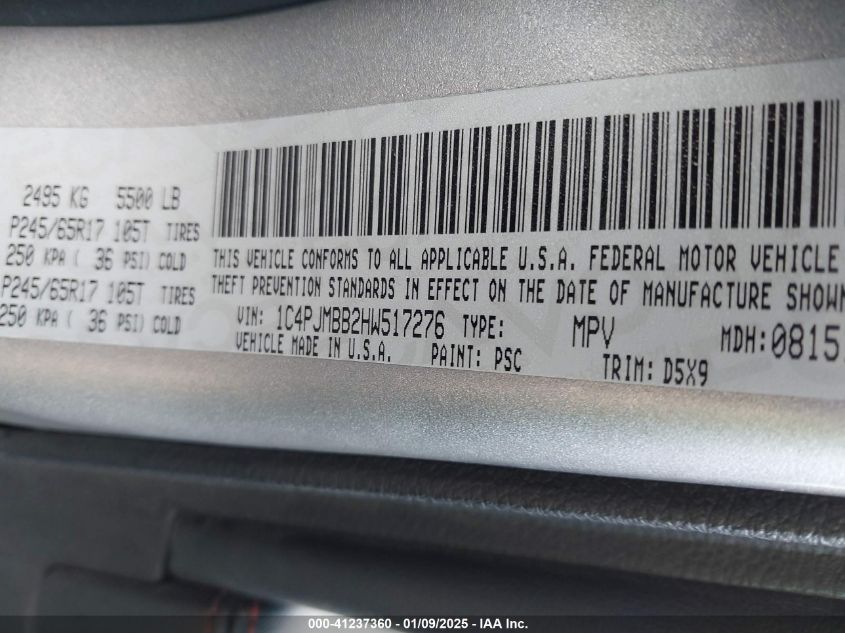 2495 KG 5500 LB
P245/65R17 105T TIRES
250 KPA ( 36 PSI) COLD
P245/65R17 105T TIRES
250 KPA ( 36 PSI) COLD
THIS VEHICLE CONFORMS TO ALL APPLICABLE U.S.A. FEDERAL MOTOR VEHICLE
THEFT PREVENTION STANDARDS IN EFFECT ON THE DATE OF MANUFACTURE SHOWN
VIN: 1C4PJMBB2HW517276 TYPE: MPV MDH:0815
VEHICLE MADE IN U.S.A. PAINT: PSC TRIM: D5X9
000-41237360 - 01/09/2025 - IAA Inc.